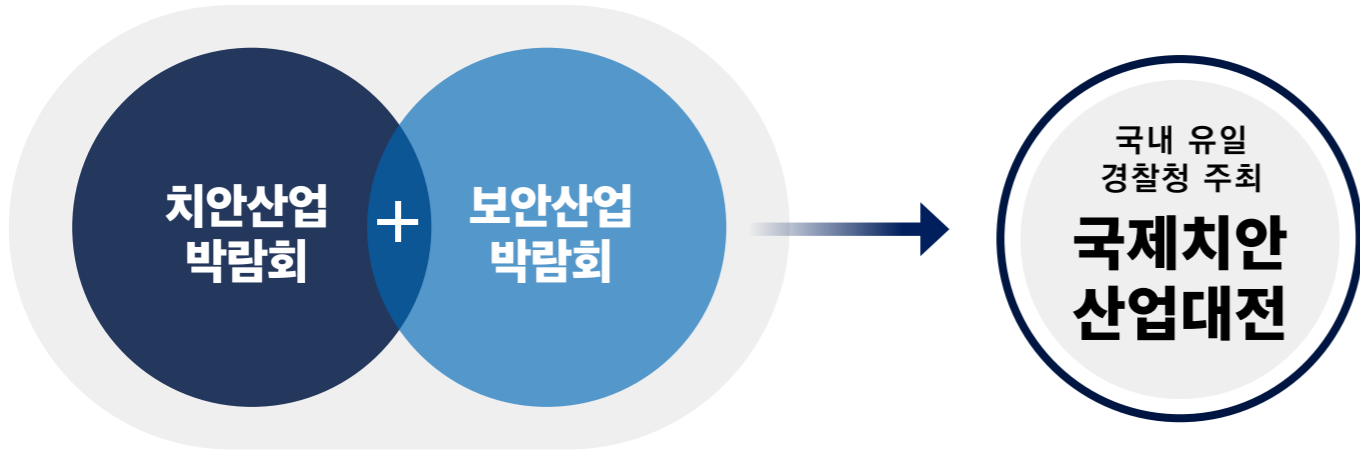 치안산업
박람회
+
보안산업
박람회
국내 유일
경찰청 주최
국제치안
산업대전